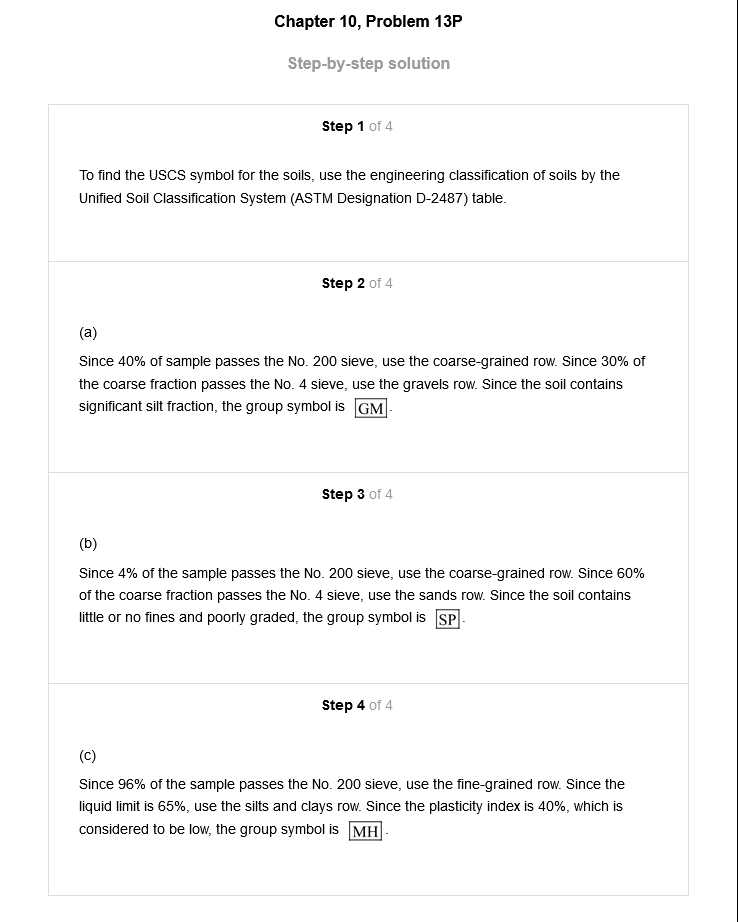 Chapter 10, Problem 13P
Step-by-step solution
Step 1 of 4
To find the USCS symbol for the soils, use the engineering classification of soils by the
Unified Soil Classification System (ASTM Designation D-2487) table.
Step 2 of 4
(a)
Since 40% of sample passes the No. 200 sieve, use the coarse-grained row. Since 30% of
the coarse fraction passes the No. 4 sieve, use the gravels row. Since the soil contains
significant silt fraction, the group symbol is GM.
Step 3 of 4
(b)
Since 4% of the sample passes the No. 200 sieve, use the coarse-grained row. Since 60%
of the coarse fraction passes the No. 4 sieve, use the sands row. Since the soil contains
little or no fines and poorly graded, the group symbol is SP.
Step 4 of 4
(c)
Since 96% of the sample passes the No. 200 sieve, use the fine-grained row. Since the
liquid limit is 65%, use the silts and clays row. Since the plasticity index is 40%, which is
considered to be low, the group symbol is MH.